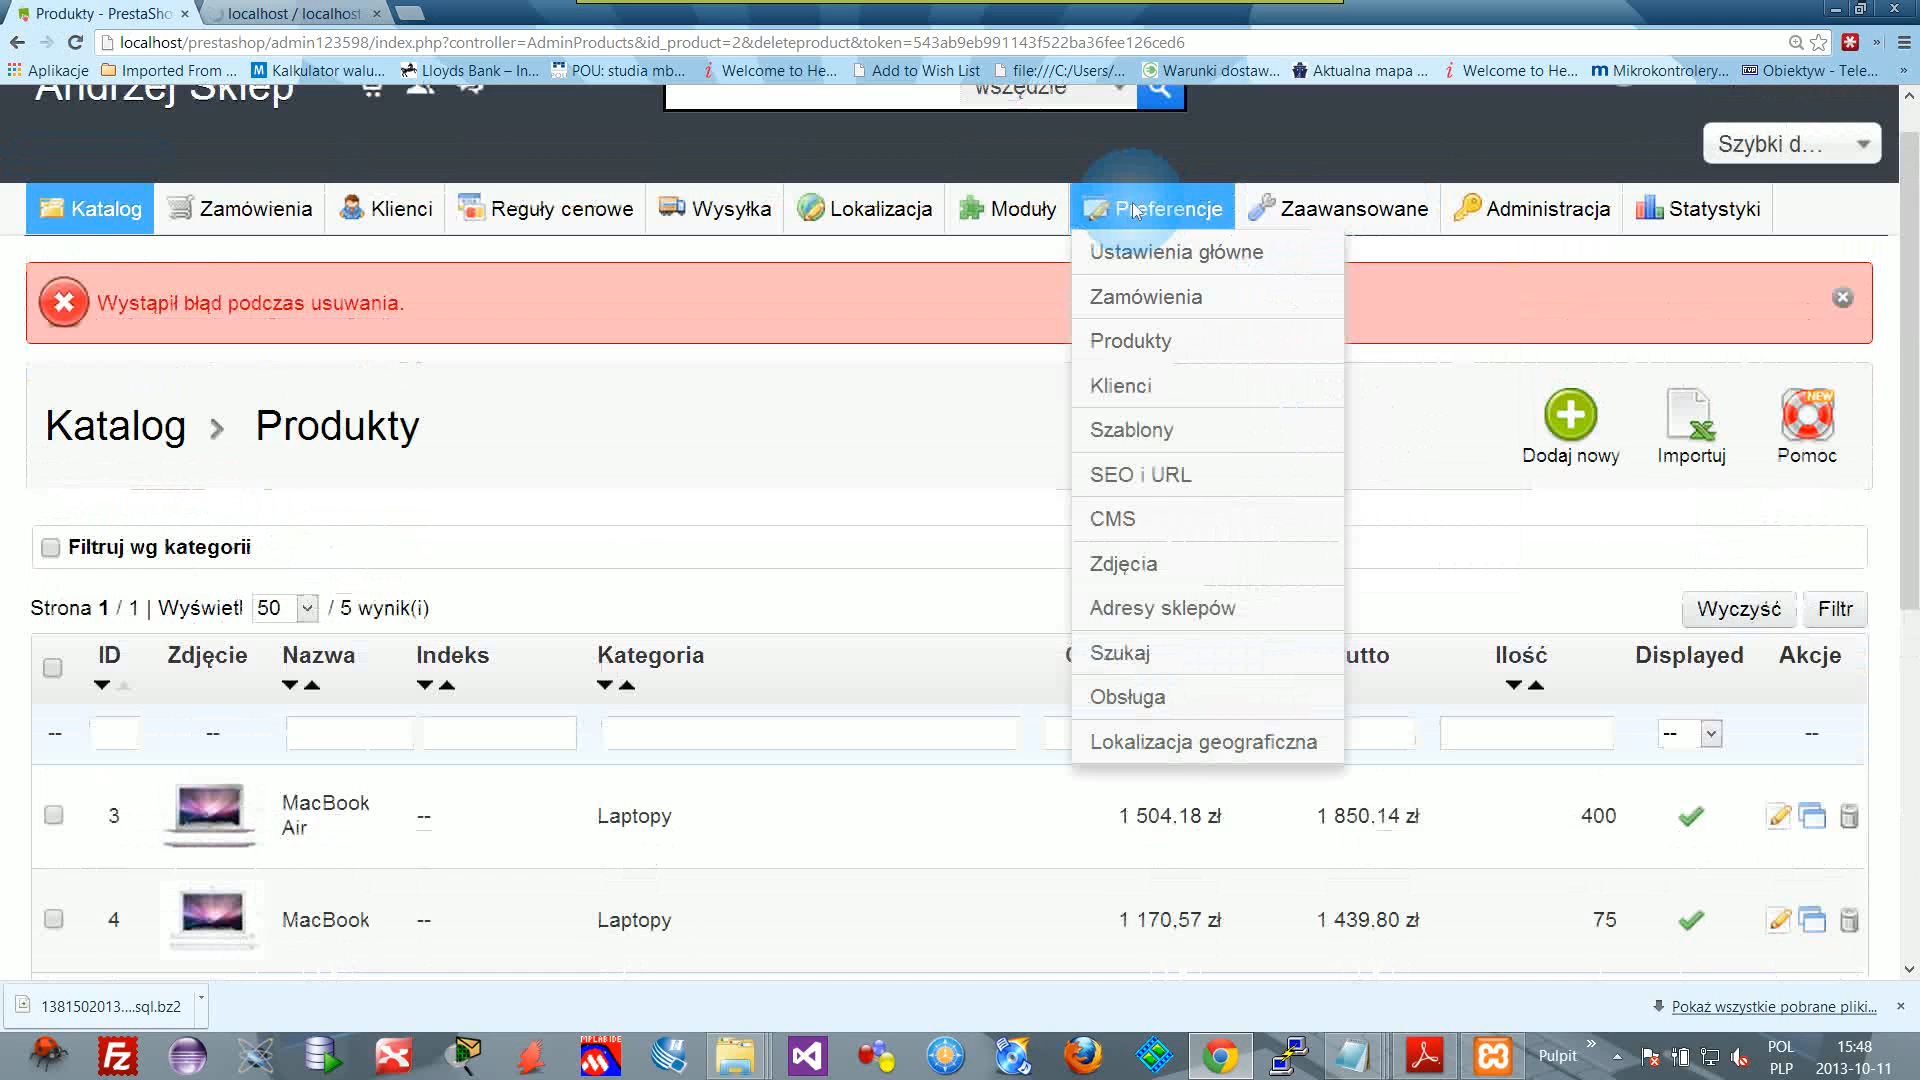 Produkty - PrestaSho
localhost / localhost
localhost/prestashop/admin123598/index.php?controller=AdminProducts&id_product=2&deleteproduct&token=543ab9eb991143f522ba36fee126ced6
Aplikacje
Imported From ...
Kalkulator walu...
Lloyds Bank – In...
POU: studia mb...
Welcome to He...
Add to Wish List
file:///C:/Users/...
Warunki dostaw...
Aktualna mapa ...
Welcome to He...
Mikrokontrolery...
Obiektyw - Tele...
»
Andrzej Sklep
wszędzie
Szybki d...
Katalog
Zamówienia
Klienci
Reguły cenowe
Wysyłka
Lokalizacja
Moduły
Preferencje
Zaawansowane
Administracja
Statystyki
Ustawienia główne
Zamówienia
Produkty
Klienci
Szablony
SEO i URL
CMS
Zdjęcia
Adresy sklepów
Szukaj
Obsługa
Lokalizacja geograficzna
Wystąpił błąd podczas usuwania.
Katalog > Produkty
Dodaj nowy
Importuj
NEW
Pomoc
Filtruj wg kategorii
Strona 1 / 1 | Wyświetl 50 / 5 wynik(i)
Wyczyść
Filtr
ID Zdjęcie Nazwa Indeks Kategoria utto Ilość Displayed Akcje
-- -- -- --
3 MacBook Air -- Laptopy 1 504,18 zł 1 850,14 zł 400
4 MacBook -- Laptopy 1 170,57 zł 1 439,80 zł 75
1381502013....sql.bz2
Pokaż wszystkie pobrane pliki...
MPLAB IDE
Pulpit
»
POL
PLP
15:48
2013-10-11